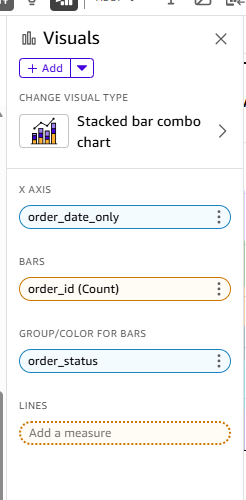 Visuals
+ Add
CHANGE VISUAL TYPE
Stacked bar combo
chart
X AXIS
order_date_only
BARS
order_id (Count)
GROUP/COLOR FOR BARS
order_status
LINES
Add a measure